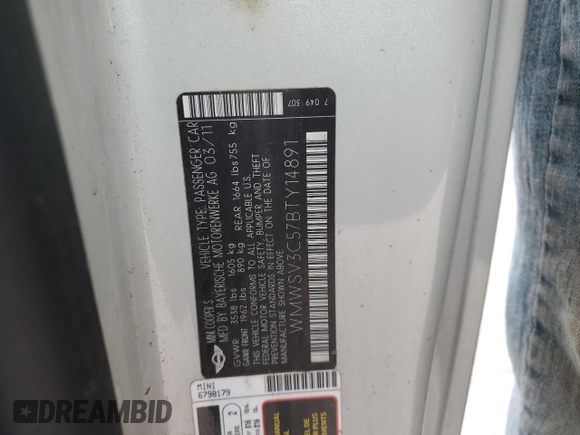 MINI COOPER S VEHICLE TYPE: PASSENGER CAR
MFD BY BAYERISCHE MOTORENWERKE AG 03/11
GVWR 3538 lbs 1605 kg
GAWR FRONT 1962 lbs 890 kg REAR 1664 lbs 755 kg
THIS VEHICLE CONFORMS TO ALL APPLICABLE U.S.
FEDERAL MOTOR VEHICLE SAFETY, BUMPER AND THEFT
PREVENTION STANDARDS IN EFFECT ON THE DATE OF
MANUFACTURE SHOWN ABOVE.
WMWSV3C57BTY14891
7 049 307
MINI
6798179
2
MANUAL
DREAMBID